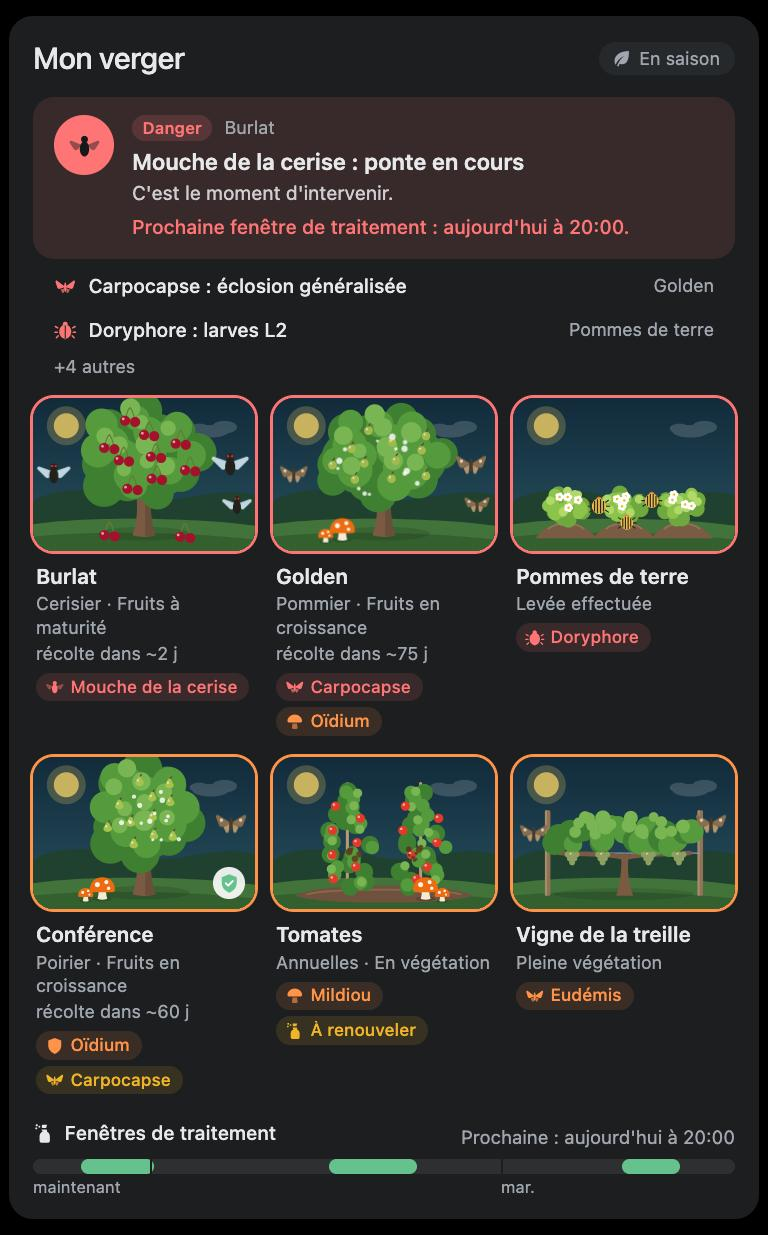 Mon verger
En saison
Danger
Burlat
Mouche de la cerise : ponte en cours
C'est le moment d'intervenir.
Prochaine fenêtre de traitement : aujourd'hui à 20:00.
Carpocapse : éclosion généralisée
Golden
Doryphore : larves L2
Pommes de terre
+4 autres
Burlat
Cerisier · Fruits à
maturité
récolte dans ~2 j
Mouche de la cerise
Golden
Pommier · Fruits en
croissance
récolte dans ~75 j
Carpocapse
Oïdium
Pommes de terre
Levée effectuée
Doryphore
Conférence
Poirier · Fruits en
croissance
récolte dans ~60 j
Oïdium
Carpocapse
Tomates
Annuelles · En végétation
Mildiou
À renouveler
Vigne de la treille
Pleine végétation
Eudémis
Fenêtres de traitement
Prochaine : aujourd'hui à 20:00
maintenant
mar.